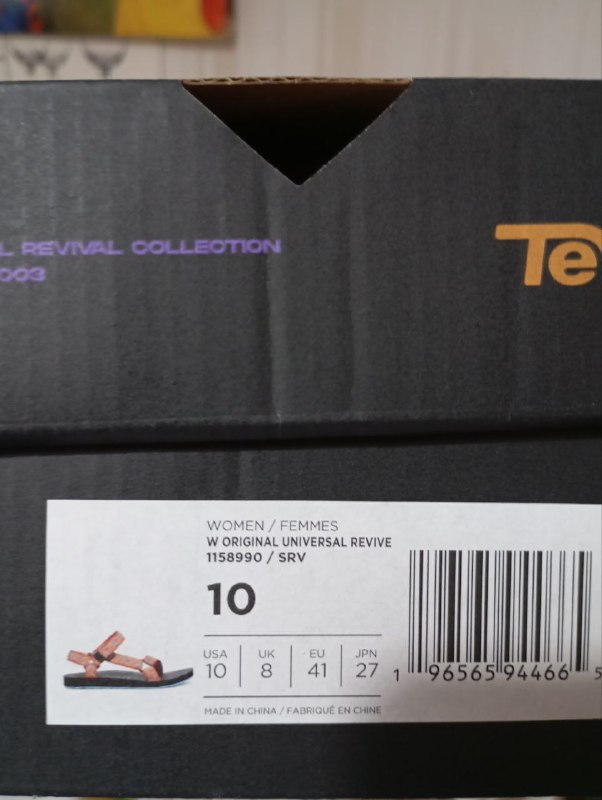 L REVIVAL COLLECTION
003
Te
WOMEN / FEMMES
W ORIGINAL UNIVERSAL REVIVE
1158990 / SRV
10
USA UK EU JPN
10 8 41 27
1 96565 94466 5
MADE IN CHINA / FABRIQUÉ EN CHINE